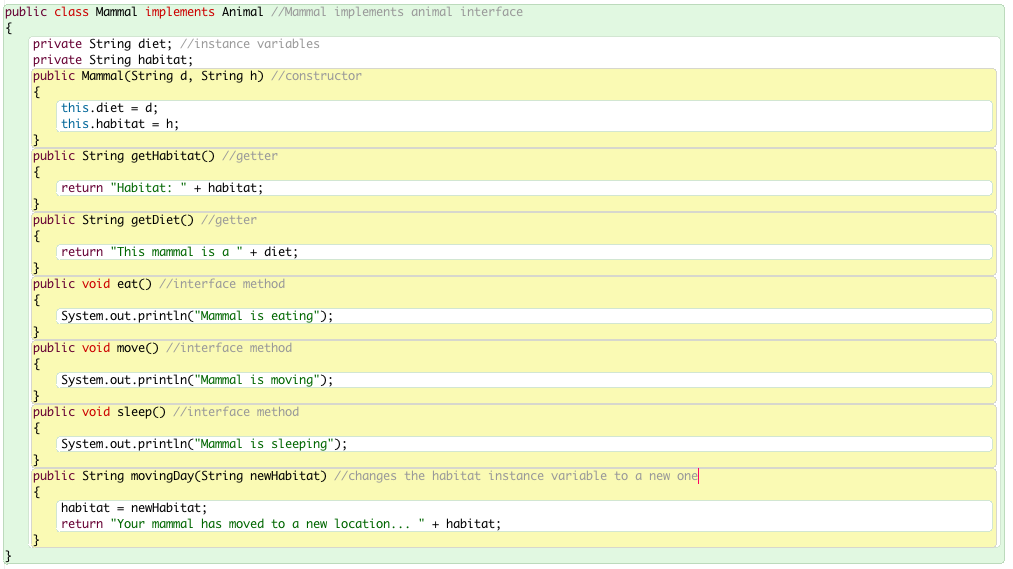 public class Mammal implements Animal //Mammal implements animal interface
{
    private String diet; //instance variables
    private String habitat;
    public Mammal(String d, String h) //constructor
    {
        this.diet = d;
        this.habitat = h;
    }
    public String getHabitat() //getter
    {
        return "Habitat: " + habitat;
    }
    public String getDiet() //getter
    {
        return "This mammal is a " + diet;
    }
    public void eat() //interface method
    {
        System.out.println("Mammal is eating");
    }
    public void move() //interface method
    {
        System.out.println("Mammal is moving");
    }
    public void sleep() //interface method
    {
        System.out.println("Mammal is sleeping");
    }
    public String movingDay(String newHabitat) //changes the habitat instance variable to a new one
    {
        habitat = newHabitat;
        return "Your mammal has moved to a new location... " + habitat;
    }
}